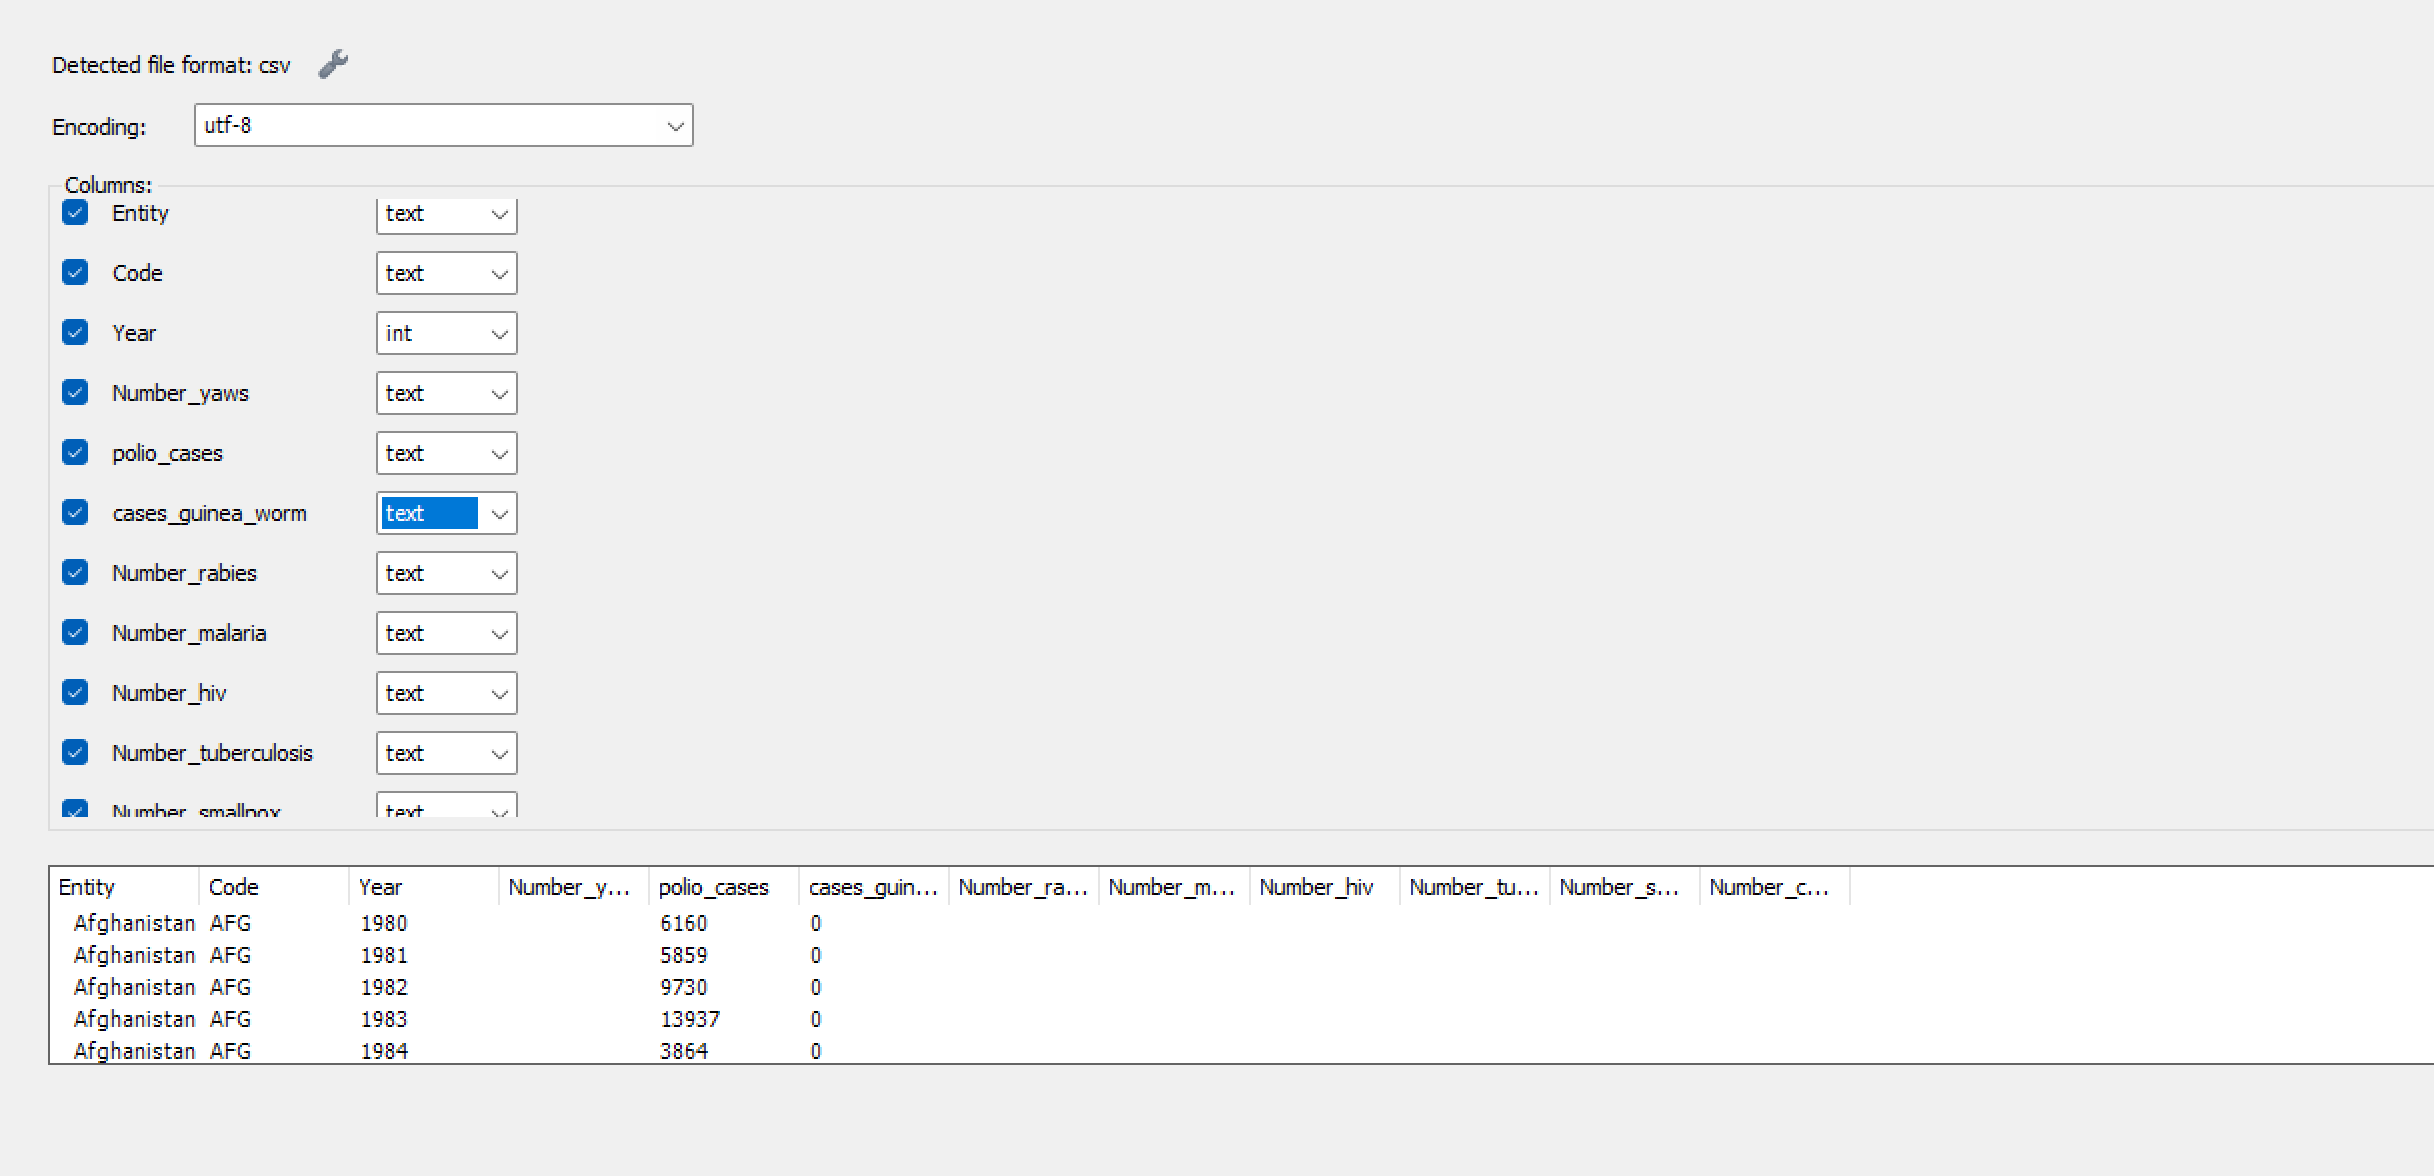 Detected file format: csv
Encoding: utf-8
Columns:
Entity text
Code text
Year int
Number_yaws text
polio_cases text
cases_guinea_worm text
Number_rabies text
Number_malaria text
Number_hiv text
Number_tuberculosis text
Number_smallpox text
Entity Code Year Number_y... polio_cases cases_guin... Number_ra... Number_m... Number_hiv Number_tu... Number_s... Number_c...
Afghanistan AFG 1980 6160 0
Afghanistan AFG 1981 5859 0
Afghanistan AFG 1982 9730 0
Afghanistan AFG 1983 13937 0
Afghanistan AFG 1984 3864 0